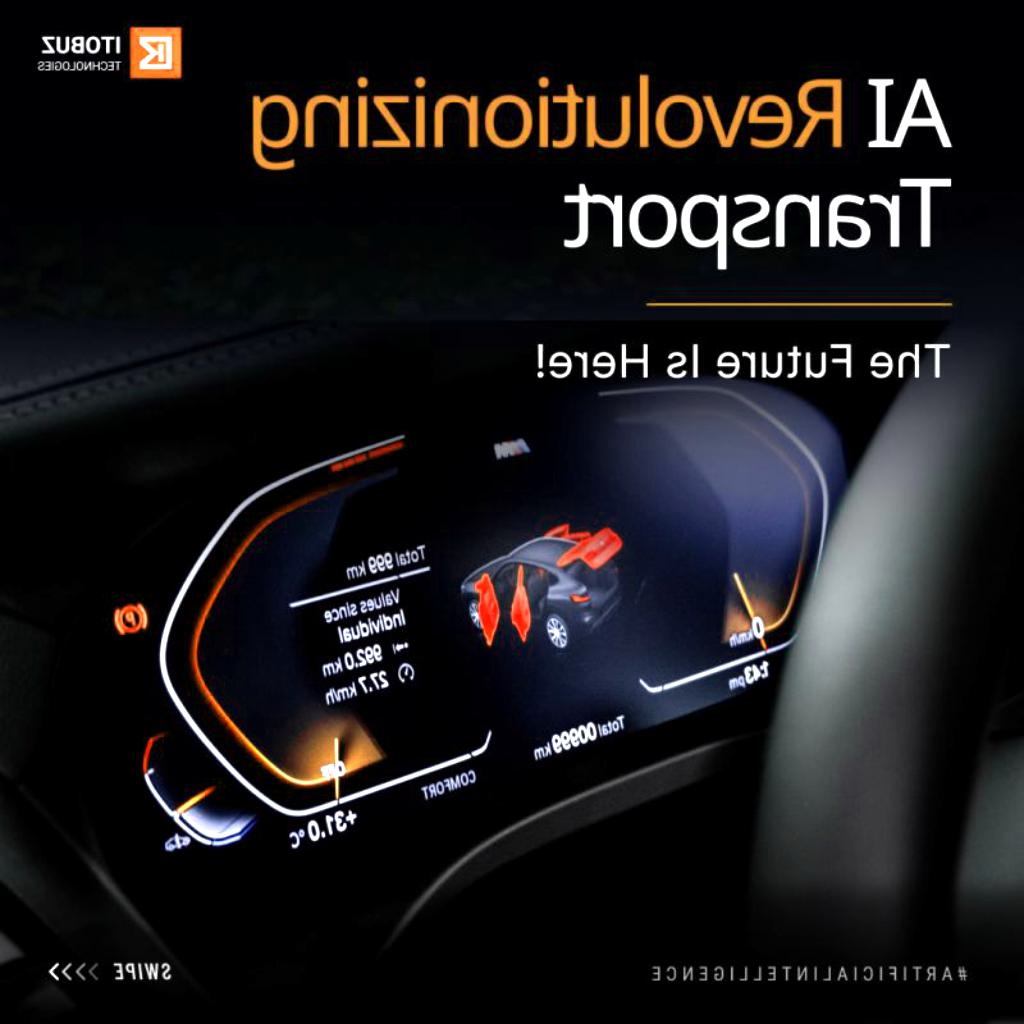 ITOBUZ
TECHNOLOGIES
AI Revolutionizing
Transport
The Future Is Here!
Total 999 km
Values since
Individual
992.0 km
27.7 km/h
0 km/h
1:43 pm
Total 00999 km
OFF
COMFORT
+31.0 °C
#ARTIFICIALINTELLIGENCE
SWIPE